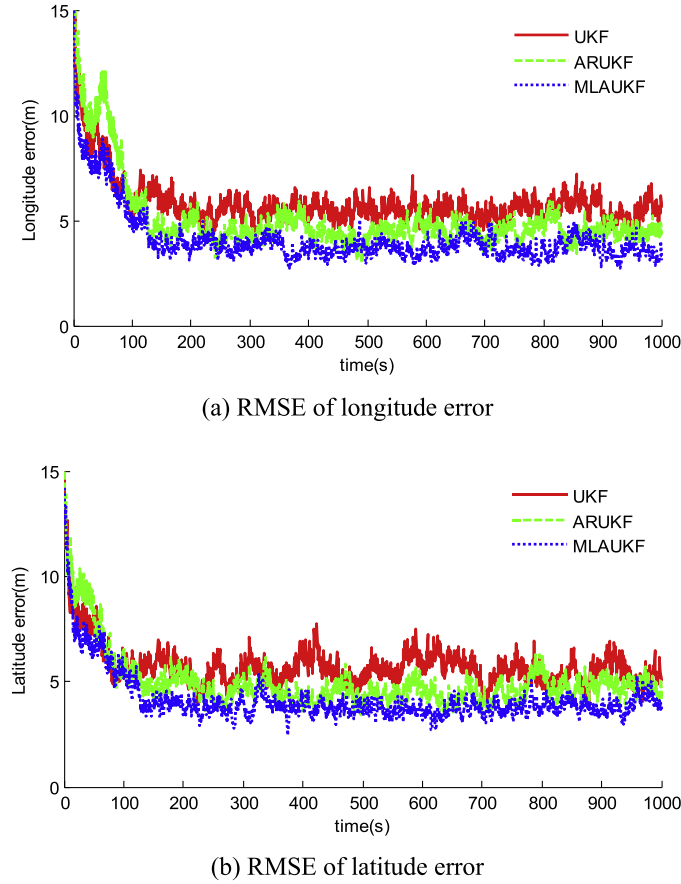 15
10
5
0
Longitude error(m)
UKF
ARUKF
MLAUKF
0 100 200 300 400 500 600 700 800 900 1000
time(s)
(a) RMSE of longitude error
15
10
5
0
Latitude error(m)
UKF
ARUKF
MLAUKF
0 100 200 300 400 500 600 700 800 900 1000
time(s)
(b) RMSE of latitude error